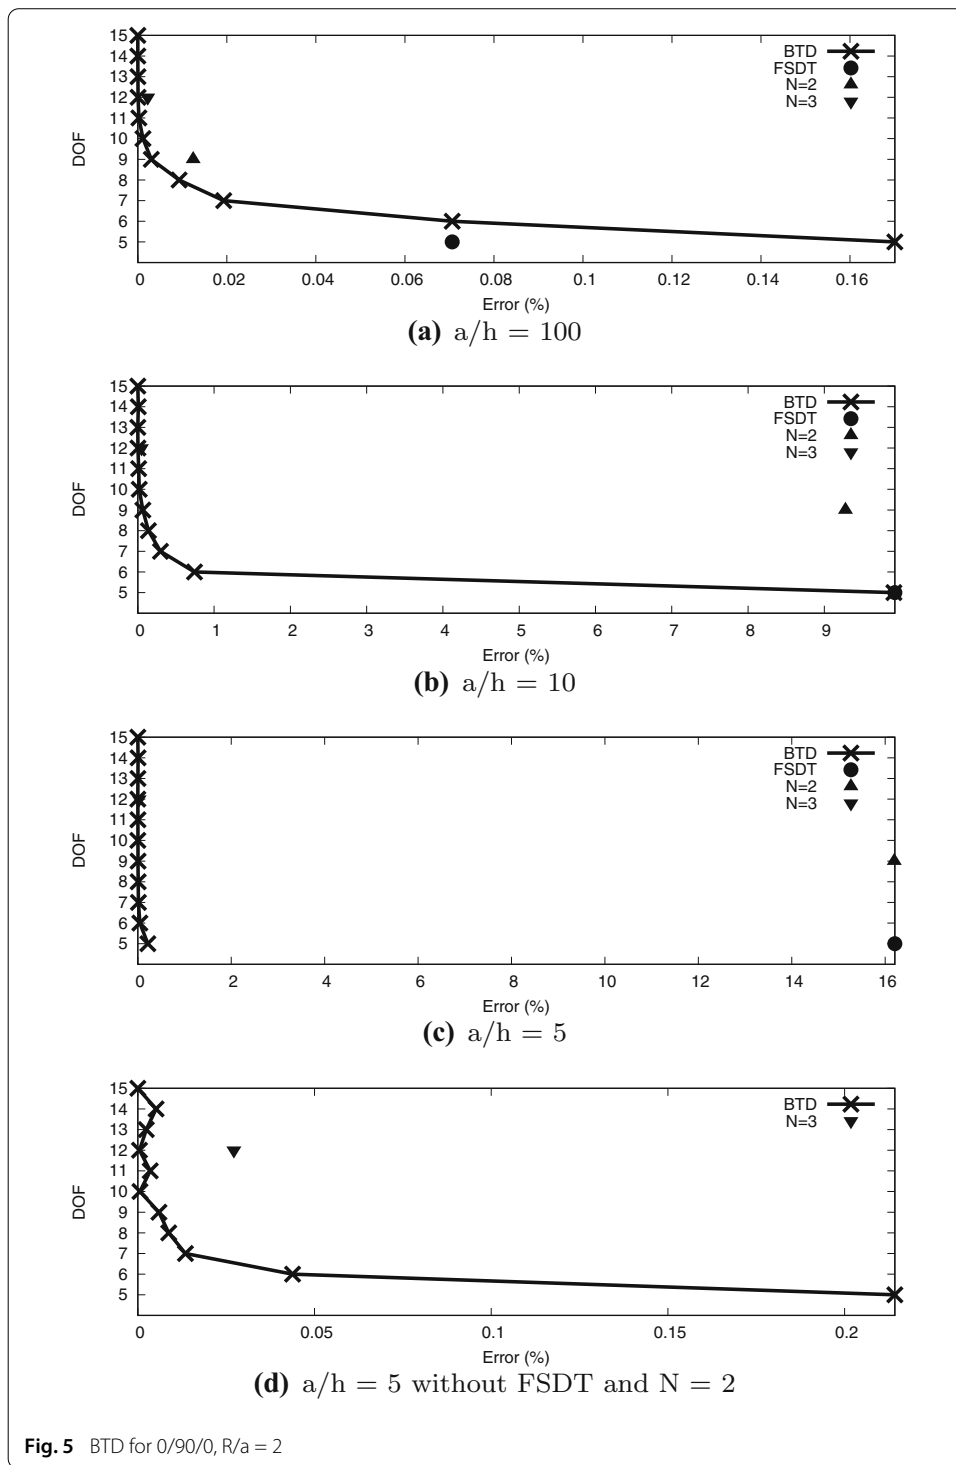 15
14
13
12
11
10
9
8
7
6
5
DOF
BTD
FSDT
N=2
N=3
0 0.02 0.04 0.06 0.08 0.1 0.12 0.14 0.16
Error (%)
(a) a/h = 100
15
14
13
12
11
10
9
8
7
6
5
DOF
BTD
FSDT
N=2
N=3
0 1 2 3 4 5 6 7 8 9
Error (%)
(b) a/h = 10
15
14
13
12
11
10
9
8
7
6
5
DOF
BTD
FSDT
N=2
N=3
0 2 4 6 8 10 12 14 16
Error (%)
(c) a/h = 5
15
14
13
12
11
10
9
8
7
6
5
DOF
BTD
N=3
0 0.05 0.1 0.15 0.2
Error (%)
(d) a/h = 5 without FSDT and N = 2
Fig. 5 BTD for 0/90/0, R/a = 2